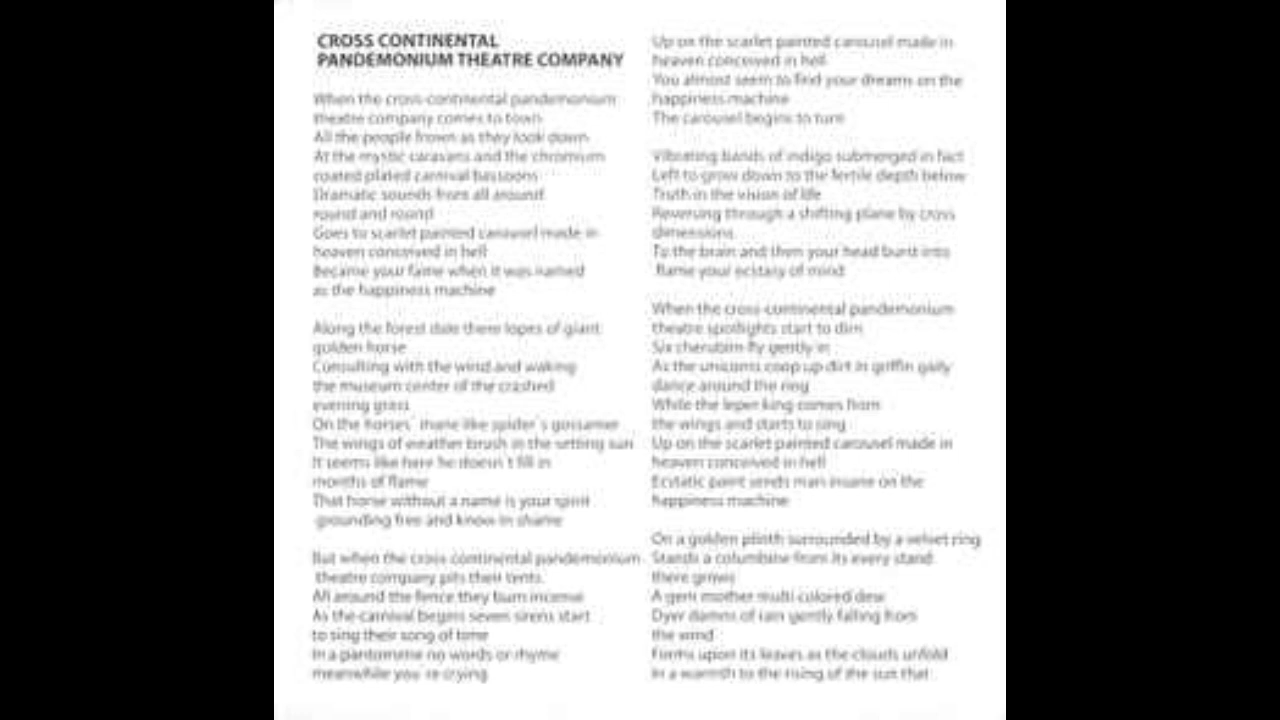 CROSS CONTINENTAL
PANDEMONIUM THEATRE COMPANY
When the cross-continental pandemonium
theatre company comes to town
All the people frown as they look down
At the mystic caravans and the chromium
coated plated carnival bassoons
Dramatic sounds from all around
round and round
Goes to scarlet painted carousel made in
heaven conceived in hell
Became your fame when it was named
as the happiness machine
Along the forest date there lopes of giant
golden horse
Consulting with the wind and waking
the museum center of the crashed
evening grass
On the horses´ mane like spider´s gossamer
The wings of weather brush in the setting sun
It seems like here he doesn´t fill in
months of flame
That horse without a name is your spirit
grounding free and know in shame
But when the cross continental pandemonium
theatre company pits their tents.
All around the fence they burn incense
As the carnival begins seven sirens start
to sing their song of time
In a pantomime no words or rhyme
meanwhile you´re crying
Up on the scarlet painted carousel made in
heaven conceived in hell
You almost seem to find your dreams on the
happiness machine
The carousel begins to turn
Vibrating bands of indigo submerged in fact
Left to grow down to the fertile depth below
Truth in the vision of life
Reversing through a shifting plane by cross
dimensions
To the brain and then your head burst into
flame your ecstasy of mind
When the cross-continental pandemonium
theatre spotlights start to dim
Six cherubim fly gently in
As the unicorns coop up dirt in griffin gaily
dance around the ring
While the leper king comes from
the wings and starts to sing
Up on the scarlet painted carousel made in
heaven conceived in hell
Ecstatic point sends man insane on the
happiness machine
On a golden plinth surrounded by a velvet ring
Stands a columbine from its every stand
there grows
A gem mother multi colored dew
Dyer damns of gently falling from
the wind
Forms upon its leaves as the clouds unfold
In a warmth to the rising of the sun that